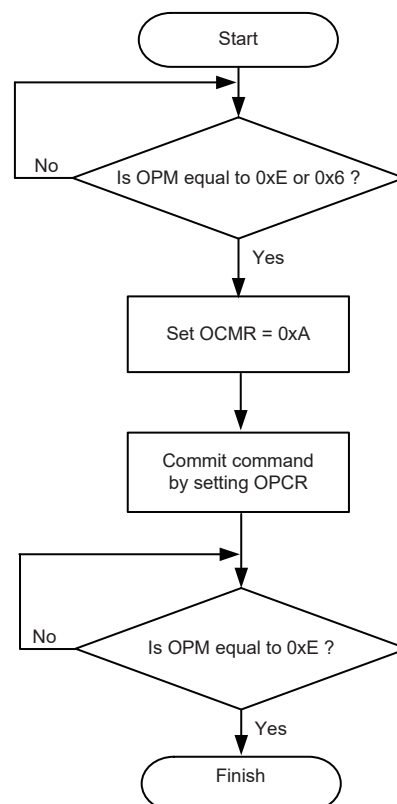 Start
No
Is OPM equal to 0xE or 0x6 ?
Yes
Set OCMR = 0xA
Commit command
by setting OPCR
No
Is OPM equal to 0xE ?
Yes
Finish